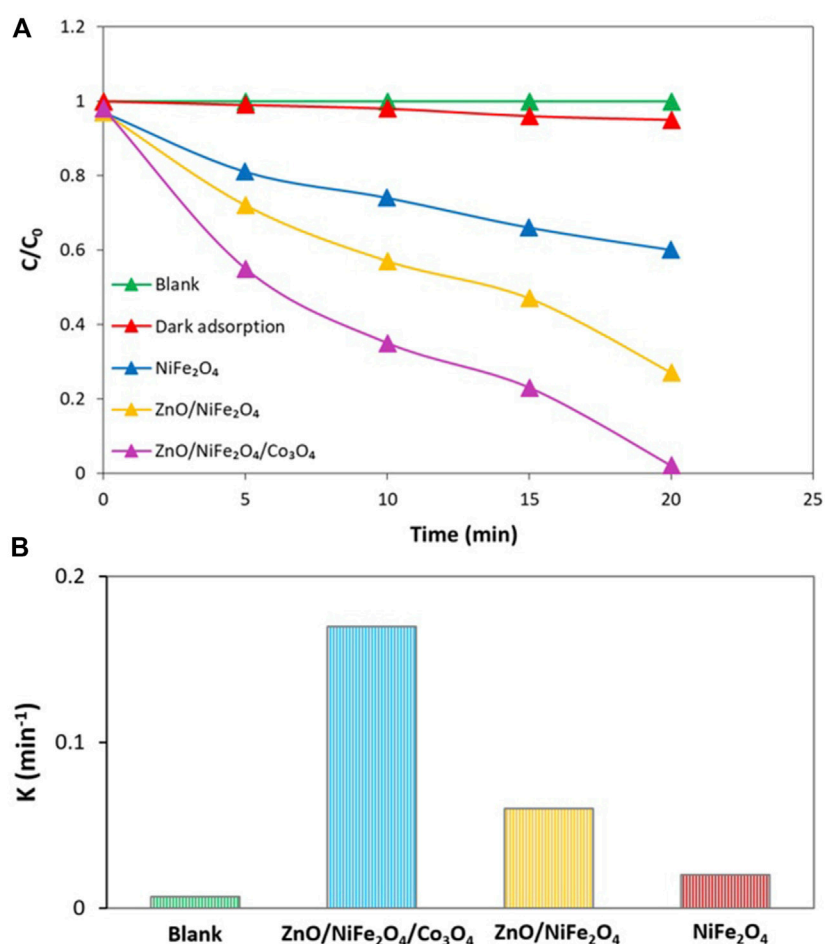 A
1.2
1
0.8
0.6
0.4
0.2
0
C/C₀
Blank
Dark adsorption
NiFe₂O₄
ZnO/NiFe₂O₄
ZnO/NiFe₂O₄/Co₃O₄
0 5 10 15 20 25
Time (min)
B
0.2
0.1
0
K (min⁻¹)
Blank ZnO/NiFe₂O₄/Co₃O₄ ZnO/NiFe₂O₄ NiFe₂O₄